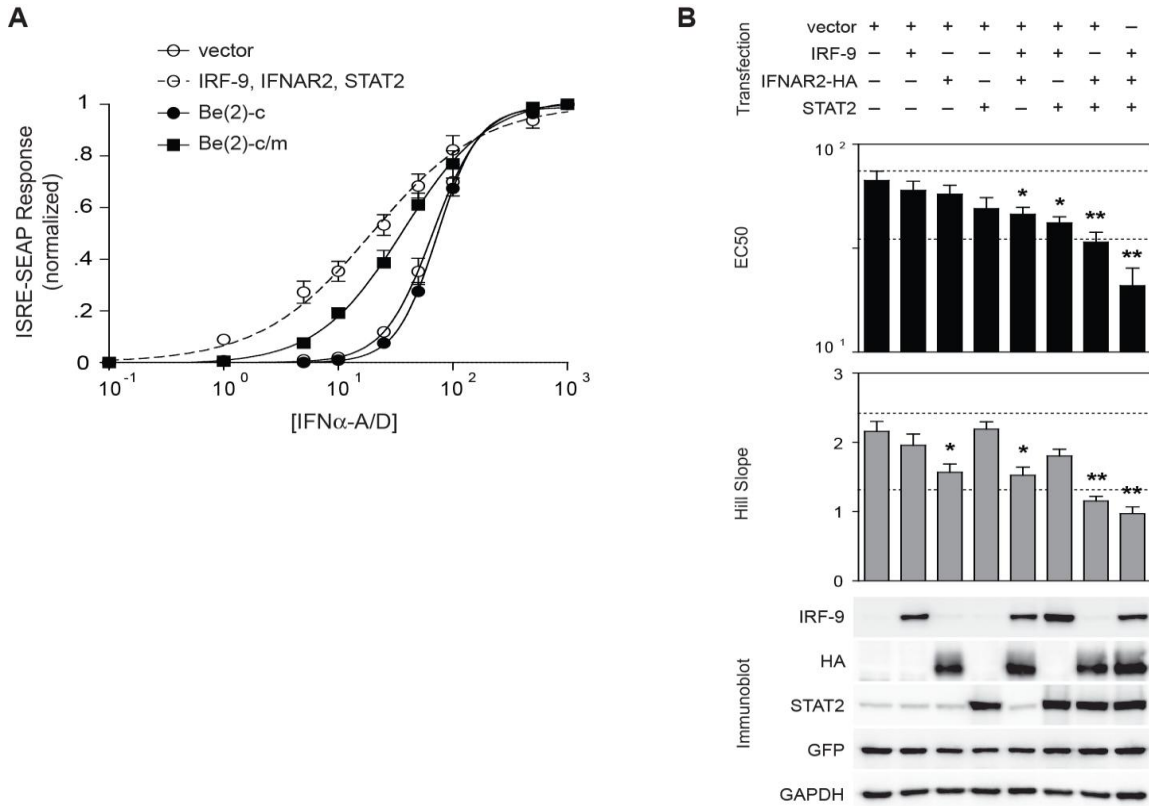 A
vector
IRF-9, IFNAR2, STAT2
Be(2)-c
Be(2)-c/m
ISRE-SEAP Response
(normalized)
1
.8
.6
.4
.2
0
10⁻¹ 10⁰ 10¹ 10² 10³
[IFNα-A/D]
B
Transfection
vector + + + + + + + –
IRF-9 – + – – + + – +
IFNAR2-HA – – + – + – + +
STAT2 – – – + – + + +
EC50
10²
10¹
* * ** **
Hill Slope
3
2
1
0
* * ** **
Immunoblot
IRF-9
HA
STAT2
GFP
GAPDH